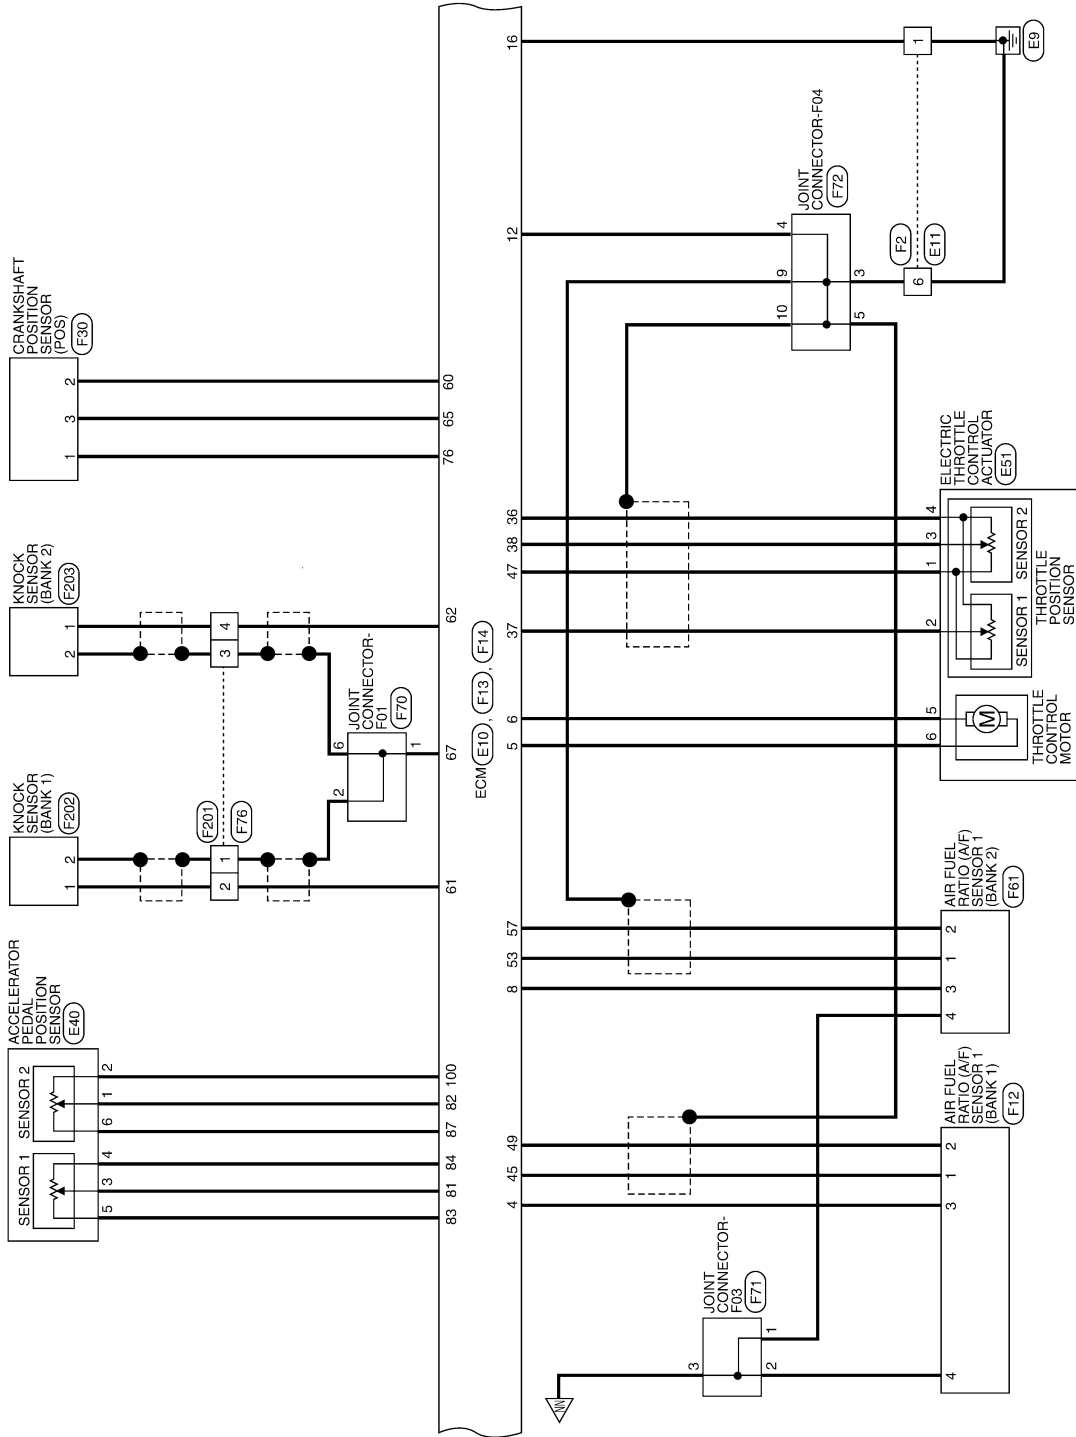 ACCELERATOR
PEDAL
POSITION
SENSOR
E40
SENSOR 1
SENSOR 2
5
3
4
6
1
2
83
81
84
87
82
100
KNOCK
SENSOR
(BANK 1)
F202
1
2
2
1
F201
F76
61
KNOCK
SENSOR
(BANK 2)
F203
2
1
3
4
62
JOINT
CONNECTOR-
F01
F70
2
6
1
67
CRANKSHAFT
POSITION
SENSOR
(POS)
F30
1
3
2
76
65
60
ECM E10 , F13 , F14
4
45
49
8
53
57
5
6
37
47
38
36
12
16
NN
JOINT
CONNECTOR-
F03
F71
3
2
1
AIR FUEL
RATIO (A/F)
SENSOR 1
(BANK 1)
F12
4
3
1
2
AIR FUEL
RATIO (A/F)
SENSOR 1
(BANK 2)
F61
4
3
1
2
ELECTRIC
THROTTLE
CONTROL
ACTUATOR
E51
6
5
2
1
3
4
M
THROTTLE
CONTROL
MOTOR
SENSOR 1
SENSOR 2
THROTTLE
POSITION
SENSOR
JOINT
CONNECTOR-F04
F72
10
9
4
5
3
F2
E11
6
1
E9